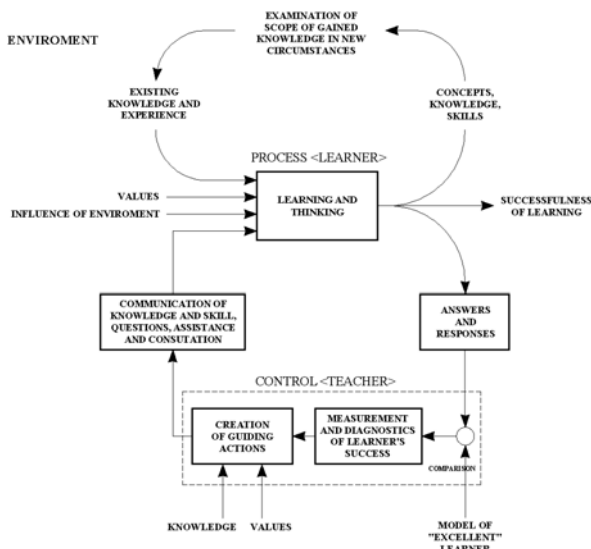 EXAMINATION OF
SCOPE OF GAINED
KNOWLEDGE IN NEW
CIRCUMSTANCES
ENVIROMENT
EXISTING
KNOWLEDGE AND
EXPERIENCE
CONCEPTS,
KNOWLEDGE,
SKILLS
PROCESS <LEARNER>
VALUES
INFLUENCE OF ENVIROMENT
LEARNING AND
THINKING
SUCCESSFULNESS
OF LEARNING
COMMUNICATION OF
KNOWLEDGE AND SKILL,
QUESTIONS, ASSISTANCE
AND CONSUTATION
ANSWERS
AND
RESPONSES
CONTROL <TEACHER>
CREATION
OF GUIDING
ACTIONS
MEASUREMENT
AND DIAGNOSTICS
OF LEARNER'S
SUCCESS
COMPARISON
KNOWLEDGE
VALUES
MODEL OF
"EXCELLENT"
LEARNER